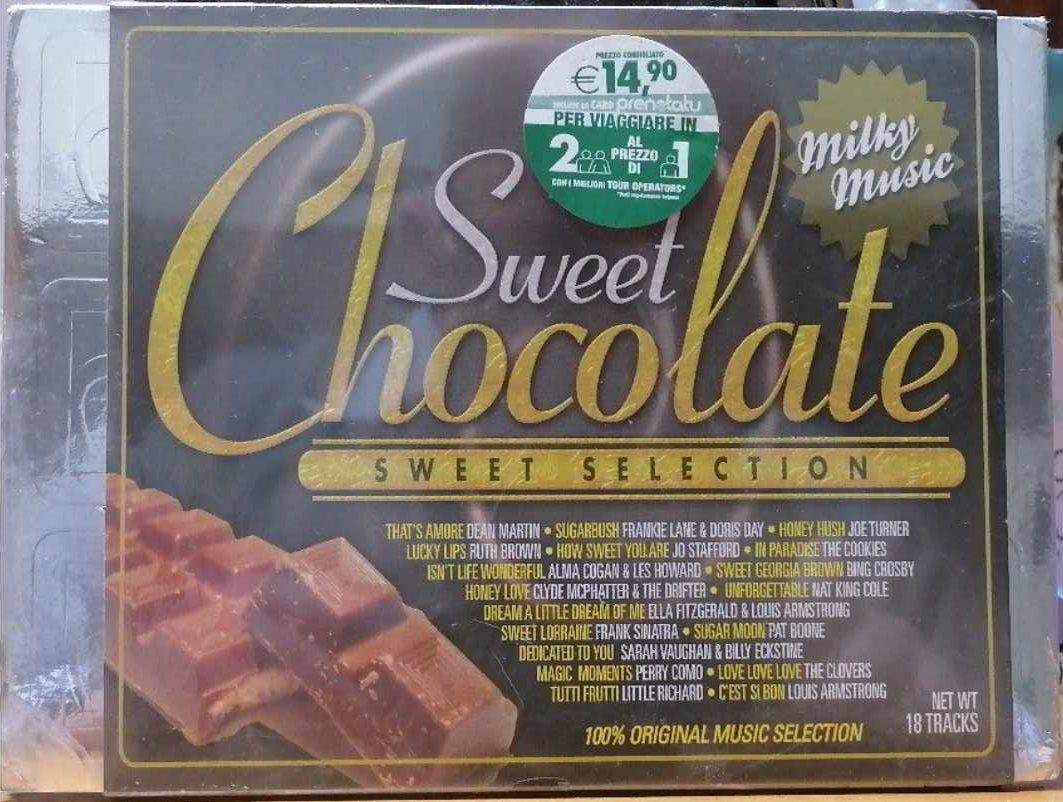 PREZZO CONSIGLIATO
€14,90
INCLUDE LA CARD prenotatu
PER VIAGGIARE IN
2 AL PREZZO DI 1
CON I MIGLIORI TOUR OPERATORS*
Milky
Music
Sweet
Chocolate
SWEET SELECTION
THAT'S AMORE DEAN MARTIN • SUGARBUSH FRANKIE LANE & DORIS DAY • HONEY HUSH JOE TURNER
LUCKY LIPS RUTH BROWN • HOW SWEET YOU ARE JO STAFFORD • IN PARADISE THE COOKIES
ISN'T LIFE WONDERFUL ALMA COGAN & LES HOWARD • SWEET GEORGIA BROWN BING CROSBY
HONEY LOVE CLYDE MCPHATTER & THE DRIFTER • UNFORGETTABLE NAT KING COLE
DREAM A LITTLE DREAM OF ME ELLA FITZGERALD & LOUIS ARMSTRONG
SWEET LORRAINE FRANK SINATRA • SUGAR MOON PAT BOONE
DEDICATED TO YOU SARAH VAUGHAN & BILLY ECKSTINE
MAGIC MOMENTS PERRY COMO • LOVE LOVE LOVE THE CLOVERS
TUTTI FRUTTI LITTLE RICHARD • C'EST SI BON LOUIS ARMSTRONG
NET WT
18 TRACKS
100% ORIGINAL MUSIC SELECTION